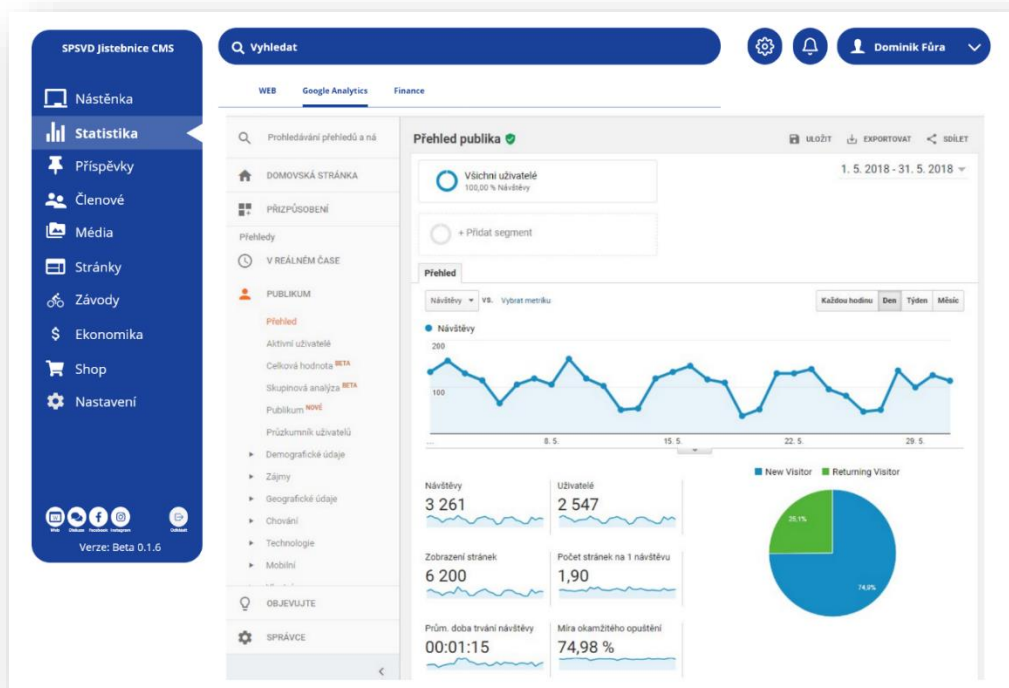 SPSVD Jistebnice CMS
Nástěnka
Statistika
Příspěvky
Členové
Média
Stránky
Závody
Ekonomika
Shop
Nastavení
Web Diskuze Facebook Instagram Odhlásit
Verze: Beta 0.1.6
Vyhledat
Dominik Fůra
WEB Google Analytics Finance
Prohledávání přehledů a ná
DOMOVSKÁ STRÁNKA
PŘIZPŮSOBENÍ
Přehledy
V REÁLNÉM ČASE
PUBLIKUM
Přehled
Aktivní uživatelé
Celková hodnota BETA
Skupinová analýza BETA
Publikum NOVÉ
Průzkumník uživatelů
Demografické údaje
Zájmy
Geografické údaje
Chování
Technologie
Mobilní
OBJEVUJTE
SPRÁVCE
Přehled publika
ULOŽIT EXPORTOVAT SDÍLET
Všichni uživatelé
100,00 % Návštěvy
1. 5. 2018 - 31. 5. 2018
+ Přidat segment
Přehled
Návštěvy VS. Vybrat metriku
Každou hodinu Den Týden Měsíc
Návštěvy
200
100
... 8. 5. 15. 5. 22. 5. 29. 5.
Návštěvy
3 261
Uživatelé
2 547
Zobrazení stránek
6 200
Počet stránek na 1 návštěvu
1,90
Prům. doba trvání návštěvy
00:01:15
Míra okamžitého opuštění
74,98 %
New Visitor Returning Visitor
25,1%
74,9%